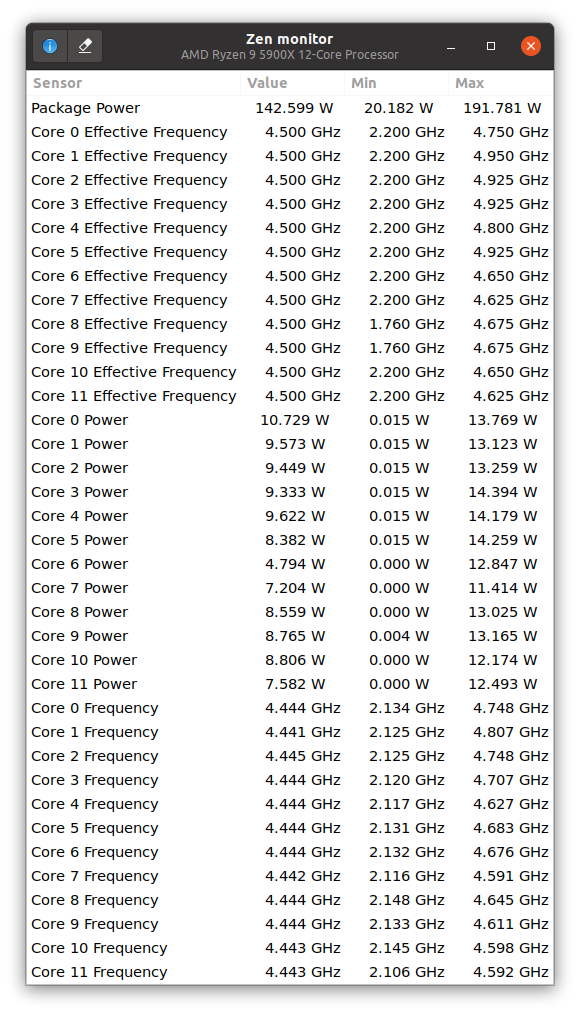 Zen monitor
AMD Ryzen 9 5900X 12-Core Processor
Sensor Value Min Max
Package Power 142.599 W 20.182 W 191.781 W
Core 0 Effective Frequency 4.500 GHz 2.200 GHz 4.750 GHz
Core 1 Effective Frequency 4.500 GHz 2.200 GHz 4.950 GHz
Core 2 Effective Frequency 4.500 GHz 2.200 GHz 4.925 GHz
Core 3 Effective Frequency 4.500 GHz 2.200 GHz 4.925 GHz
Core 4 Effective Frequency 4.500 GHz 2.200 GHz 4.800 GHz
Core 5 Effective Frequency 4.500 GHz 2.200 GHz 4.925 GHz
Core 6 Effective Frequency 4.500 GHz 2.200 GHz 4.650 GHz
Core 7 Effective Frequency 4.500 GHz 2.200 GHz 4.625 GHz
Core 8 Effective Frequency 4.500 GHz 1.760 GHz 4.675 GHz
Core 9 Effective Frequency 4.500 GHz 1.760 GHz 4.675 GHz
Core 10 Effective Frequency 4.500 GHz 2.200 GHz 4.650 GHz
Core 11 Effective Frequency 4.500 GHz 2.200 GHz 4.625 GHz
Core 0 Power 10.729 W 0.015 W 13.769 W
Core 1 Power 9.573 W 0.015 W 13.123 W
Core 2 Power 9.449 W 0.015 W 13.259 W
Core 3 Power 9.333 W 0.015 W 14.394 W
Core 4 Power 9.622 W 0.015 W 14.179 W
Core 5 Power 8.382 W 0.015 W 14.259 W
Core 6 Power 4.794 W 0.000 W 12.847 W
Core 7 Power 7.204 W 0.000 W 11.414 W
Core 8 Power 8.559 W 0.000 W 13.025 W
Core 9 Power 8.765 W 0.004 W 13.165 W
Core 10 Power 8.806 W 0.000 W 12.174 W
Core 11 Power 7.582 W 0.000 W 12.493 W
Core 0 Frequency 4.444 GHz 2.134 GHz 4.748 GHz
Core 1 Frequency 4.441 GHz 2.125 GHz 4.807 GHz
Core 2 Frequency 4.445 GHz 2.125 GHz 4.748 GHz
Core 3 Frequency 4.444 GHz 2.120 GHz 4.707 GHz
Core 4 Frequency 4.444 GHz 2.117 GHz 4.627 GHz
Core 5 Frequency 4.444 GHz 2.131 GHz 4.683 GHz
Core 6 Frequency 4.444 GHz 2.132 GHz 4.676 GHz
Core 7 Frequency 4.442 GHz 2.116 GHz 4.591 GHz
Core 8 Frequency 4.444 GHz 2.148 GHz 4.645 GHz
Core 9 Frequency 4.444 GHz 2.133 GHz 4.611 GHz
Core 10 Frequency 4.443 GHz 2.145 GHz 4.598 GHz
Core 11 Frequency 4.443 GHz 2.106 GHz 4.592 GHz